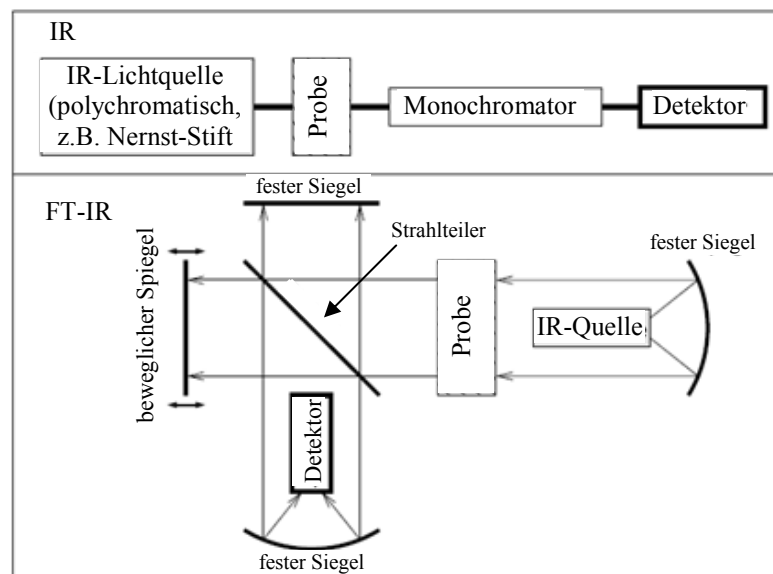 IR
IR-Lichtquelle
(polychromatisch,
z.B. Nernst-Stift
Probe
Monochromator
Detektor
FT-IR
fester Siegel
Strahlteiler
fester Siegel
beweglicher Spiegel
Probe
IR-Quelle
Detektor
fester Siegel